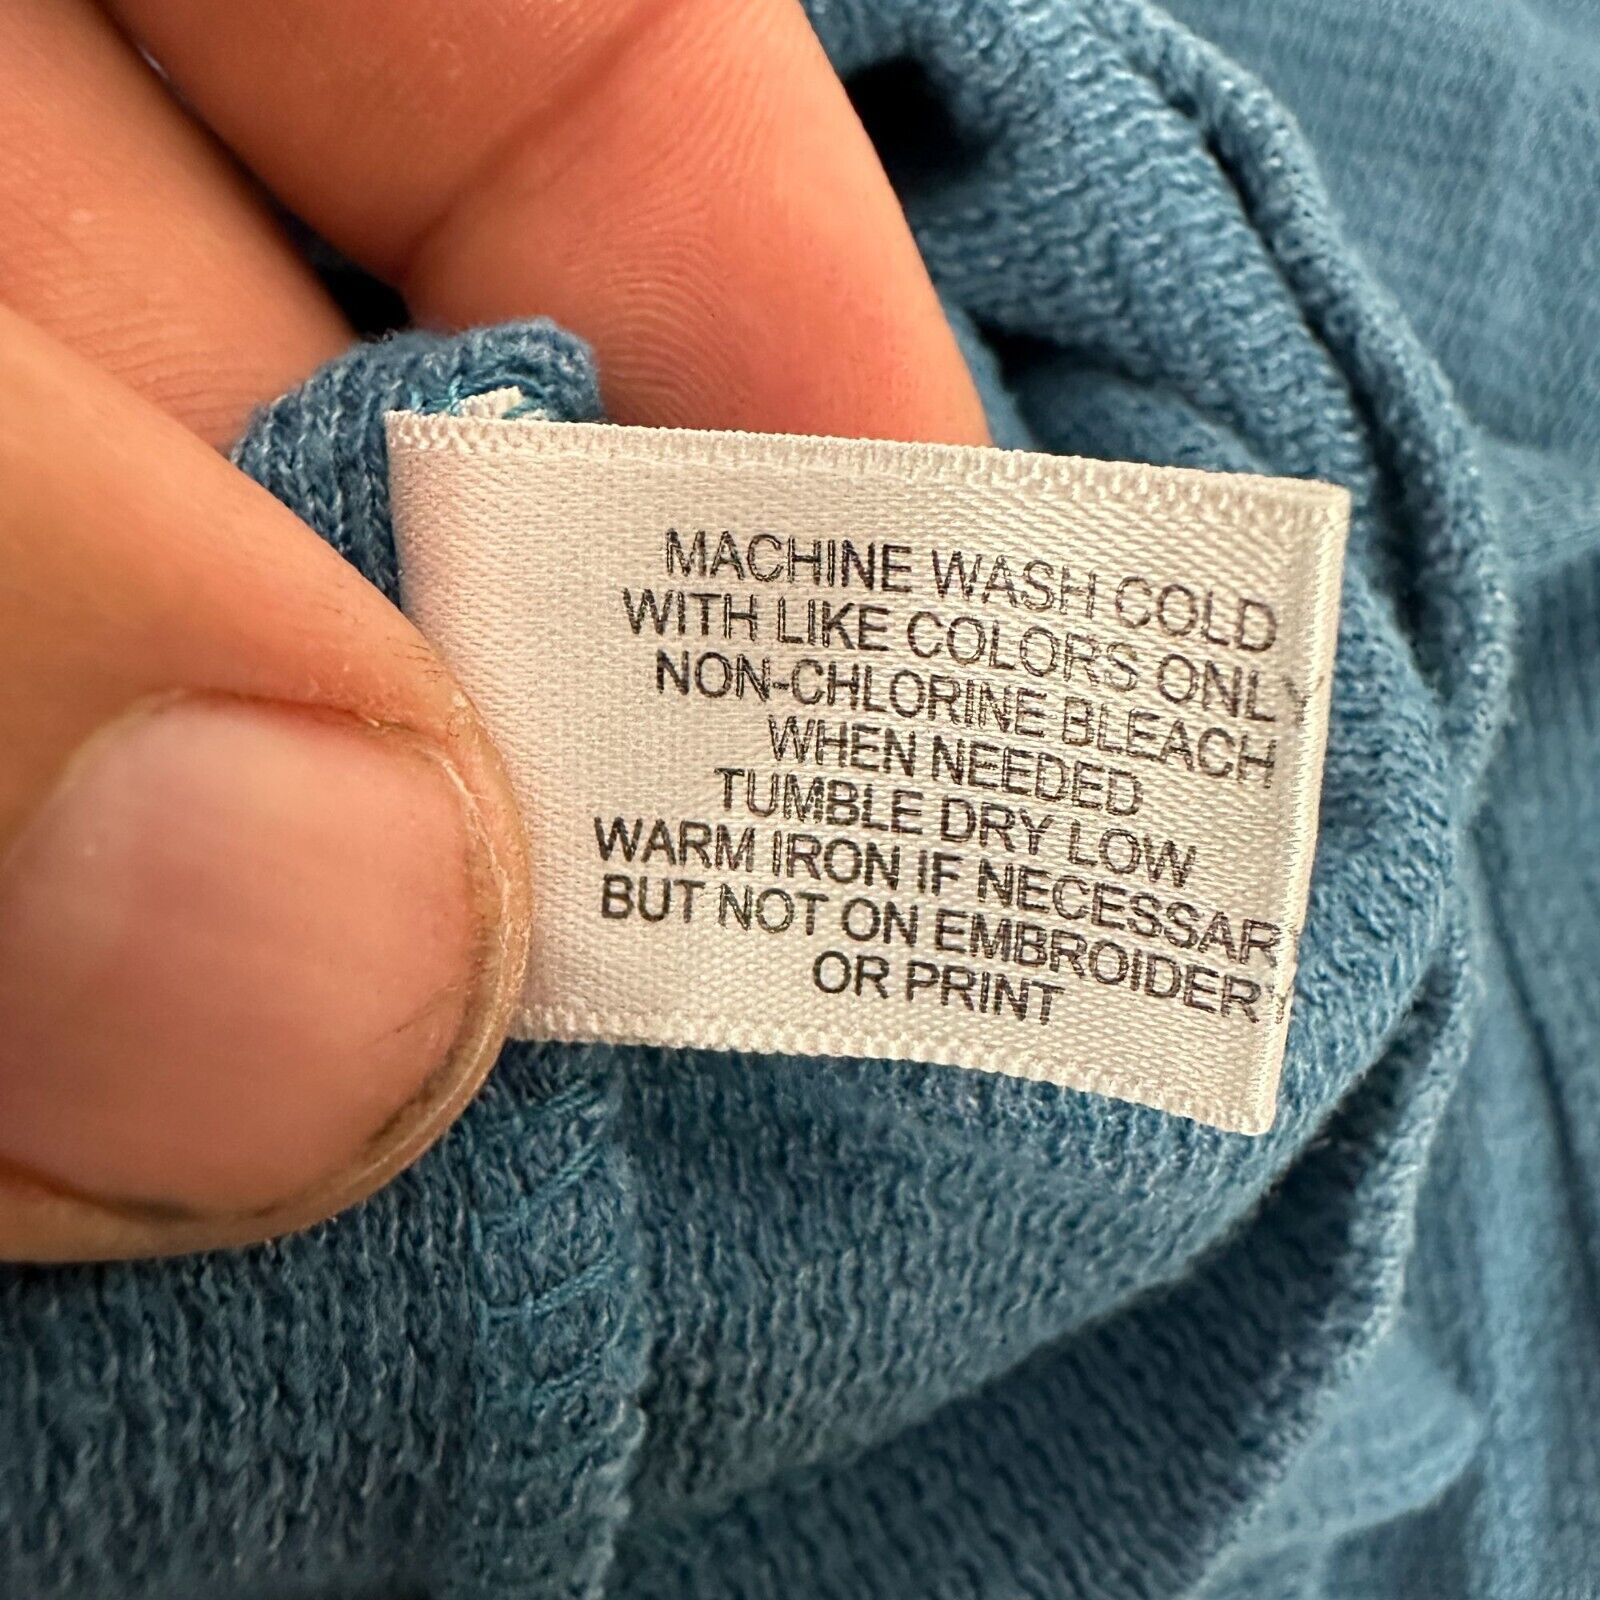 MACHINE WASH COLD
WITH LIKE COLORS ONLY
NON-CHLORINE BLEACH
WHEN NEEDED
TUMBLE DRY LOW
WARM IRON IF NECESSAR
BUT NOT ON EMBROIDERY
OR PRINT